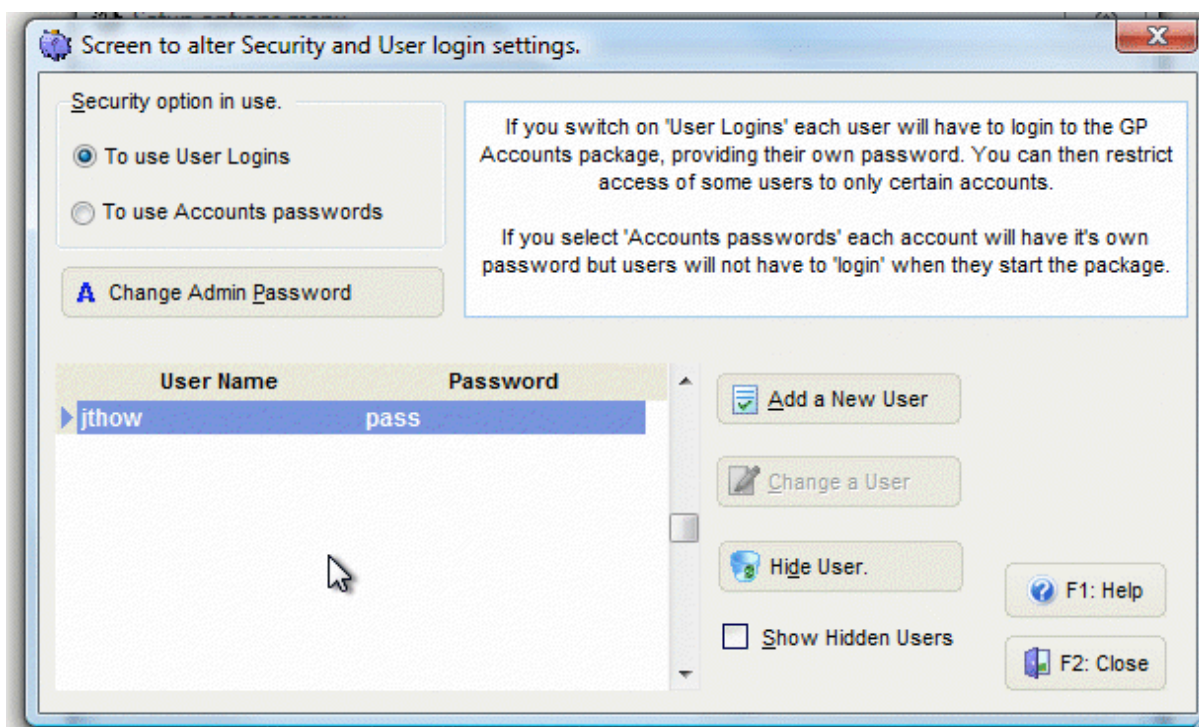 Screen to alter Security and User login settings.
Security option in use.
To use User Logins
To use Accounts passwords
A Change Admin Password
If you switch on 'User Logins' each user will have to login to the GP
Accounts package, providing their own password. You can then restrict
access of some users to only certain accounts.
If you select 'Accounts passwords' each account will have it's own
password but users will not have to 'login' when they start the package.
User Name Password
jthow pass
Add a New User
Change a User
Hide User.
Show Hidden Users
F1: Help
F2: Close